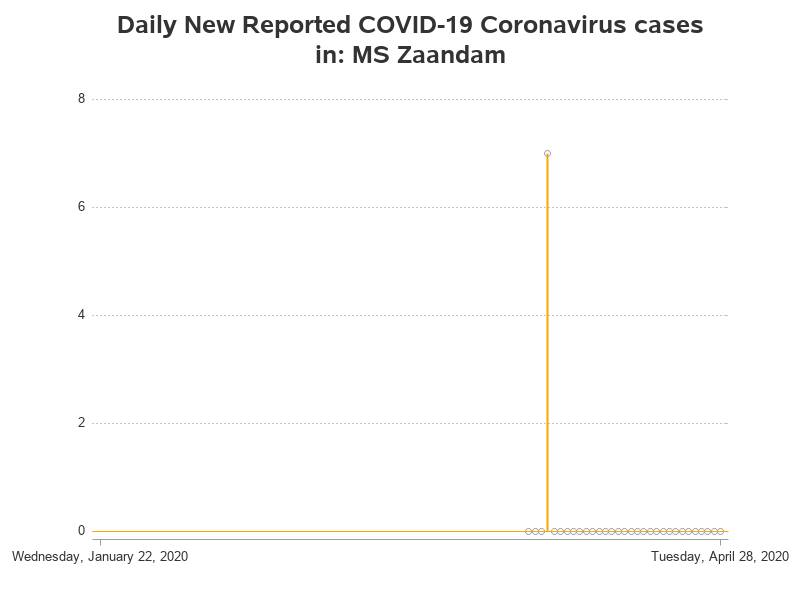 Daily New Reported COVID-19 Coronavirus cases
in: MS Zaandam
8
6
4
2
0
Wednesday, January 22, 2020
Tuesday, April 28, 2020